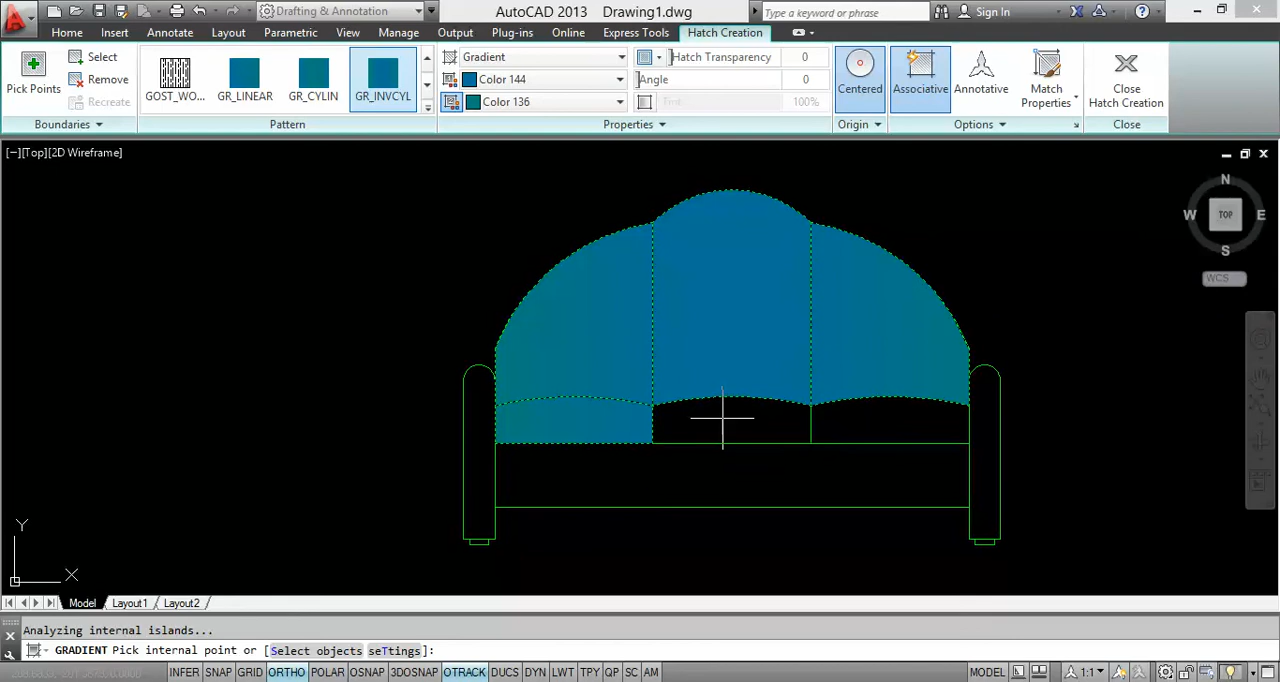 Drafting & Annotation
AutoCAD 2013 Drawing1.dwg
Type a keyword or phrase
Sign In
Home Insert Annotate Layout Parametric View Manage Output Plug-ins Online Express Tools Hatch Creation
Pick Points
Select
Remove
Recreate
Boundaries
GOST_WO...
GR_LINEAR
GR_CYLIN
GR_INVCYL
Pattern
Gradient
Color 144
Color 136
Hatch Transparency 0
Angle 0
100%
Properties
Centered
Origin
Associative
Annotative
Match
Properties
Options
Close
Hatch Creation
Close
[−][Top][2D Wireframe]
N
W TOP E
S
WCS
Y
X
Model Layout1 Layout2
Analyzing internal islands...
GRADIENT Pick internal point or [Select objects seTtings]:
INFER SNAP GRID ORTHO POLAR OSNAP 3DOSNAP OTRACK DUCS DYN LWT TPY QP SC AM
MODEL
1:1